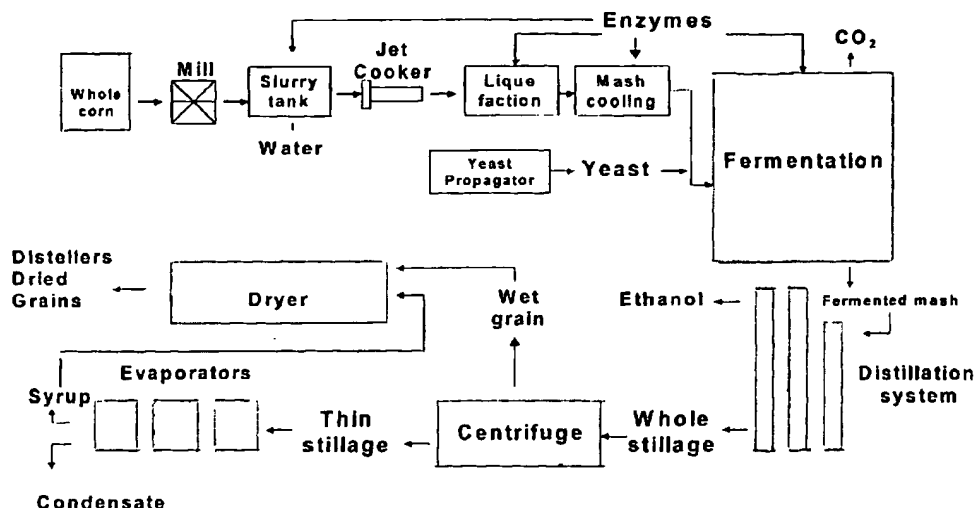 Enzymes
CO2
Jet
Cooker
Mill
Whole
corn
Slurry
tank
Lique
faction
Mash
cooling
Water
Fermentation
Yeast
Propagator
Yeast
Distellers
Dried
Grains
Dryer
Wet
grain
Ethanol
Fermented mash
Distillation
system
Evaporators
Syrup
Thin
stillage
Centrifuge
Whole
stillage
Condensate